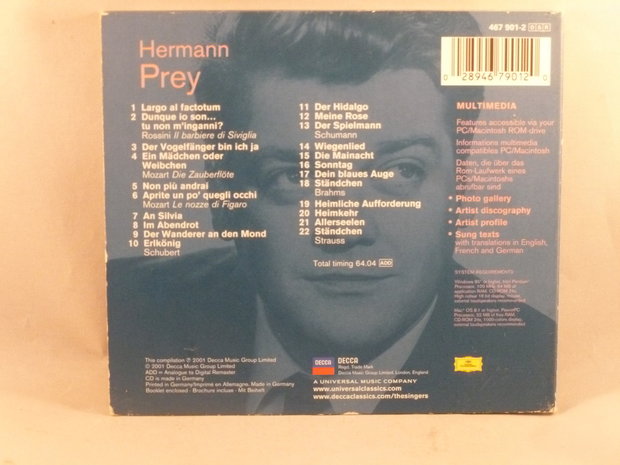 467 901-2 DDD ADD
0 28946 79012 0
Hermann
Prey
1 Largo al factotum
2 Dunque io son...
tu non m'inganni?
Rossini Il barbiere di Siviglia
3 Der Vogelfänger bin ich ja
4 Ein Mädchen oder
Weibchen
Mozart Die Zauberflöte
5 Non più andrai
6 Aprite un po' quegli occhi
Mozart Le nozze di Figaro
7 An Silvia
8 Im Abendrot
9 Der Wanderer an den Mond
10 Erlkönig
Schubert
11 Der Hidalgo
12 Meine Rose
13 Der Spielmann
Schumann
14 Wiegenlied
15 Die Mainacht
16 Sonntag
17 Dein blaues Auge
18 Ständchen
Brahms
19 Heimliche Aufforderung
20 Heimkehr
21 Allerseelen
22 Ständchen
Strauss
Total timing 64.04 ADD
MULTIMEDIA
Features accessible via your
PC/Macintosh ROM-drive
Informations multimedia
compatibles PC/Macintosh
Daten, die über das
Rom-Laufwerk eines
PCs/Macintoshs
abrufbar sind
• Photo gallery
• Artist discography
• Artist profile
• Sung texts
with translations in English,
French and German
SYSTEM REQUIREMENTS
This compilation ℗ 2001 Decca Music Group Limited
© 2001 Decca Music Group Limited
ADD = Analogue to Digital Remaster
CD is made in Germany
Printed in Germany/Imprimé en Allemagne. Made in Germany
Booklet enclosed · Brochure incluse · Mit Beiheft
DECCA
DECCA
Regd. Trade Mark
Decca Music Group Limited, London, England
A UNIVERSAL MUSIC COMPANY
www.universalclassics.com
www.deccaclassics.com/thesingers